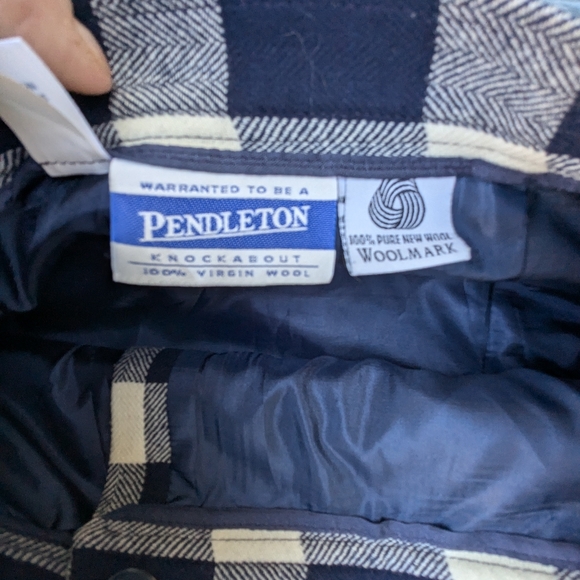 WARRANTED TO BE A
PENDLETON
KNOCKABOUT
100% VIRGIN WOOL
100% PURE NEW WOOL
WOOLMARK